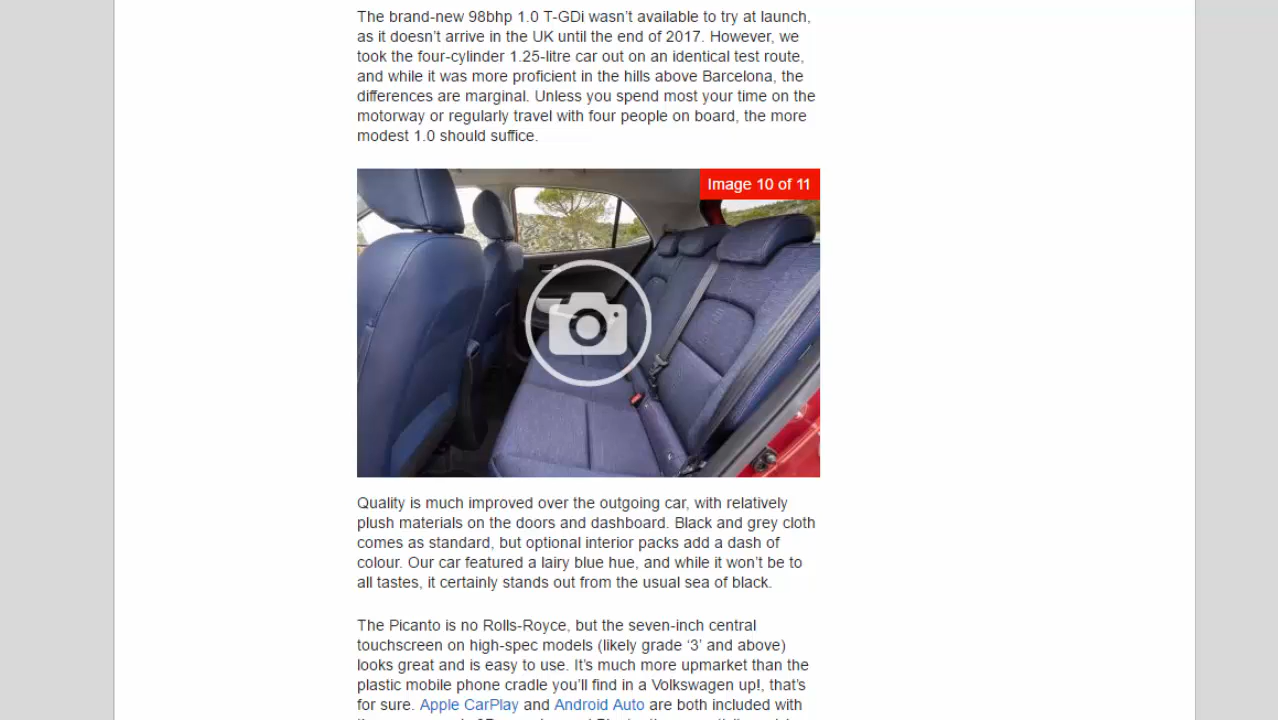 The brand-new 98bhp 1.0 T-GDi wasn’t available to try at launch,
as it doesn’t arrive in the UK until the end of 2017. However, we
took the four-cylinder 1.25-litre car out on an identical test route,
and while it was more proficient in the hills above Barcelona, the
differences are marginal. Unless you spend most your time on the
motorway or regularly travel with four people on board, the more
modest 1.0 should suffice.
Image 10 of 11
Quality is much improved over the outgoing car, with relatively
plush materials on the doors and dashboard. Black and grey cloth
comes as standard, but optional interior packs add a dash of
colour. Our car featured a lairy blue hue, and while it won’t be to
all tastes, it certainly stands out from the usual sea of black.
The Picanto is no Rolls-Royce, but the seven-inch central
touchscreen on high-spec models (likely grade ‘3’ and above)
looks great and is easy to use. It’s much more upmarket than the
plastic mobile phone cradle you’ll find in a Volkswagen up!, that’s
for sure. Apple CarPlay and Android Auto are both included with